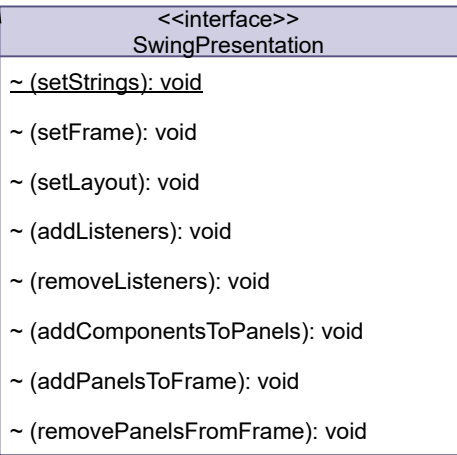 <<interface>>
SwingPresentation
~ (setStrings): void
~ (setFrame): void
~ (setLayout): void
~ (addListeners): void
~ (removeListeners): void
~ (addComponentsToPanels): void
~ (addPanelsToFrame): void
~ (removePanelsFromFrame): void